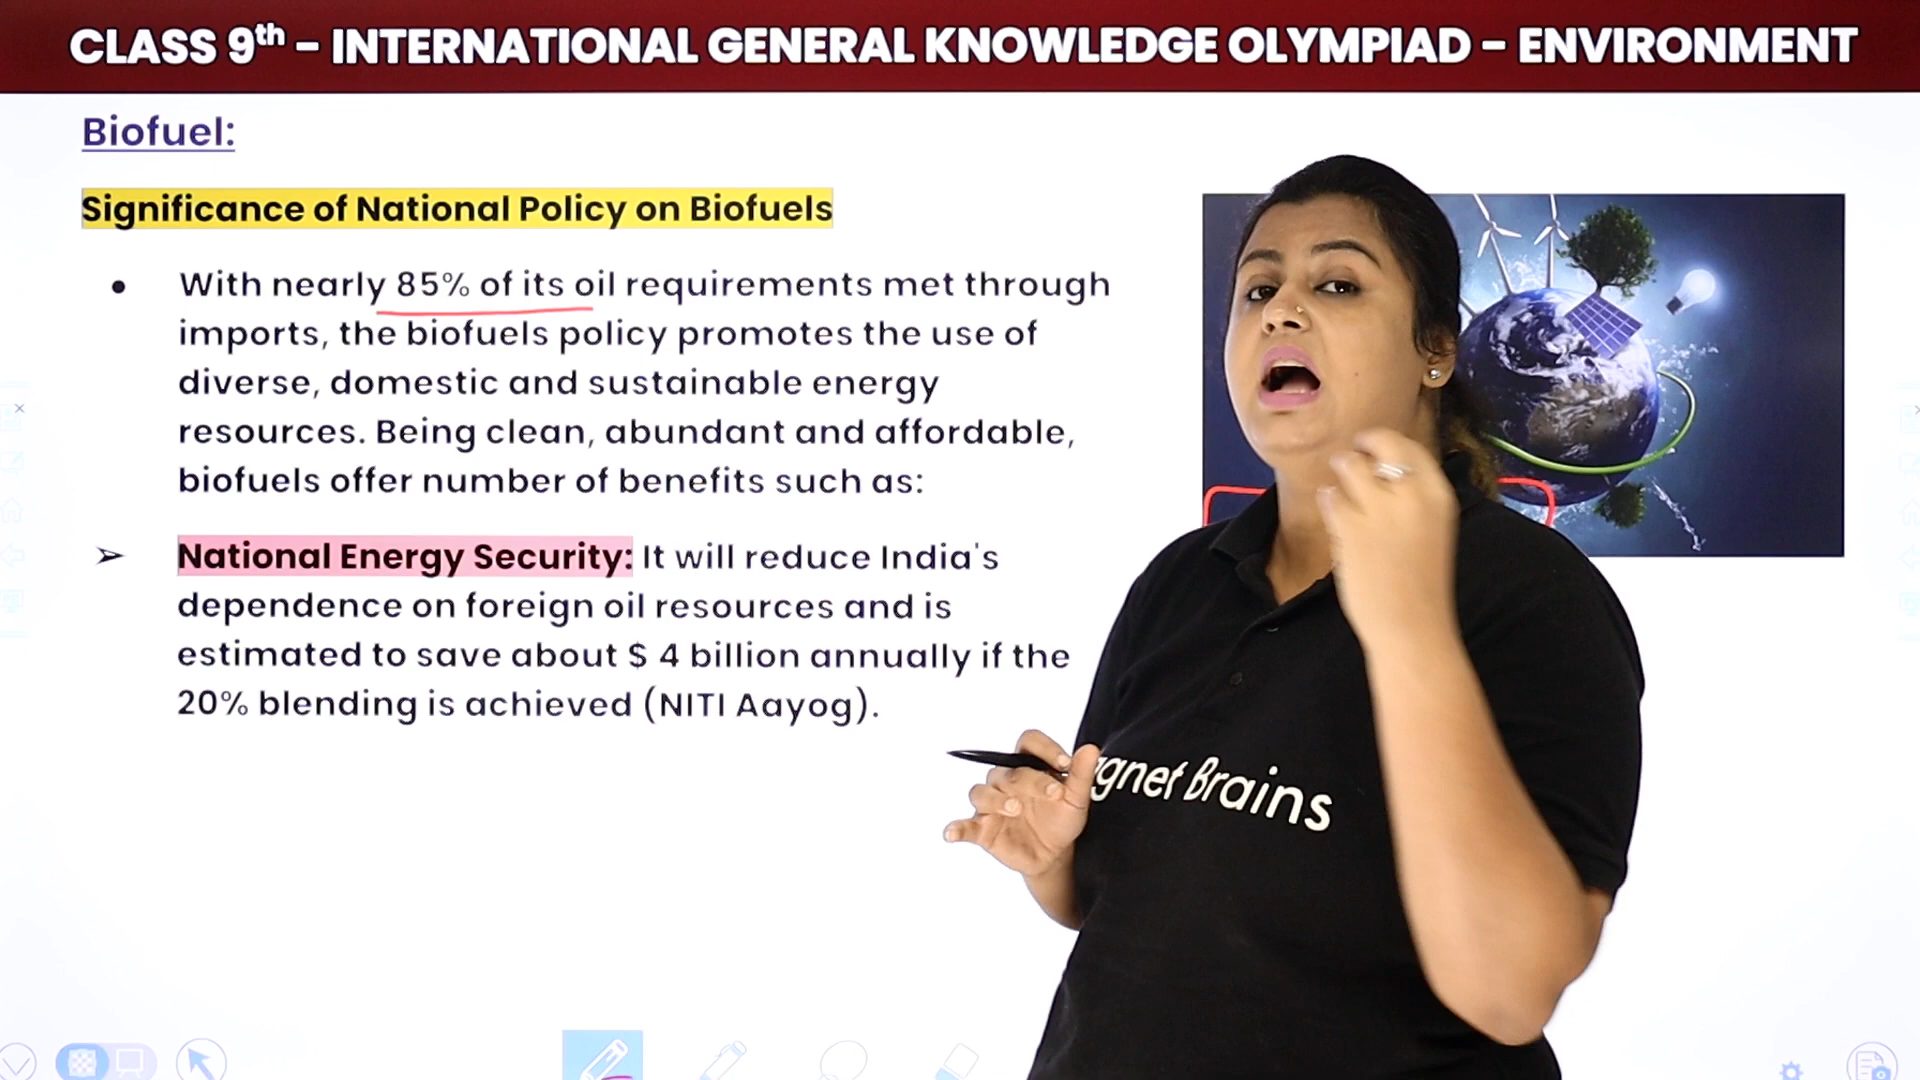 CLASS 9th – INTERNATIONAL GENERAL KNOWLEDGE OLYMPIAD – ENVIRONMENT
Biofuel:
Significance of National Policy on Biofuels
• With nearly 85% of its oil requirements met through
imports, the biofuels policy promotes the use of
diverse, domestic and sustainable energy
resources. Being clean, abundant and affordable,
biofuels offer number of benefits such as:
➢ National Energy Security: It will reduce India's
dependence on foreign oil resources and is
estimated to save about $ 4 billion annually if the
20% blending is achieved (NITI Aayog).
gnet Brains